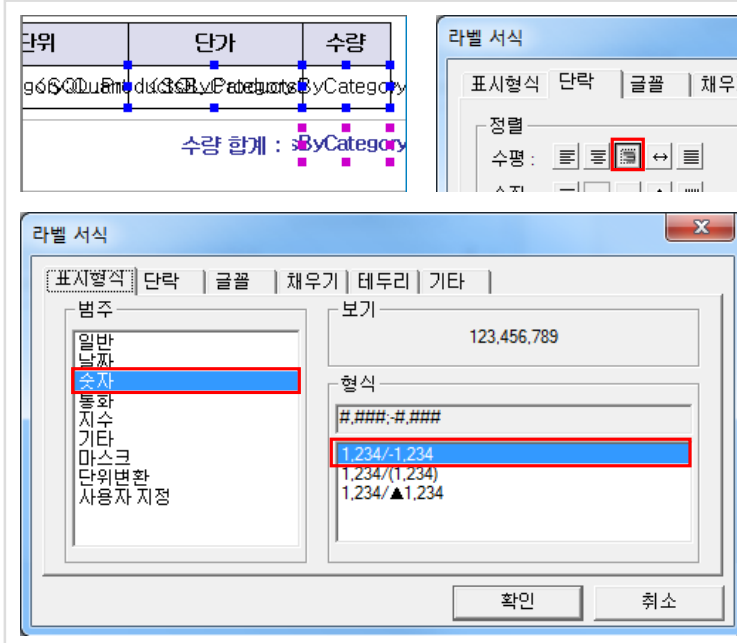 단위 단가 수량
수량 합계 : sByCategory
라벨 서식
표시형식 단락 글꼴 채우
정렬
수평 :
라벨 서식
표시형식 단락 글꼴 채우기 테두리 기타
범주
일반
날짜
숫자
통화
지수
기타
마스크
단위변환
사용자 지정
보기
123,456,789
형식
#,###;-#,###
1,234/-1,234
1,234/(1,234)
1,234/▲1,234
확인 취소